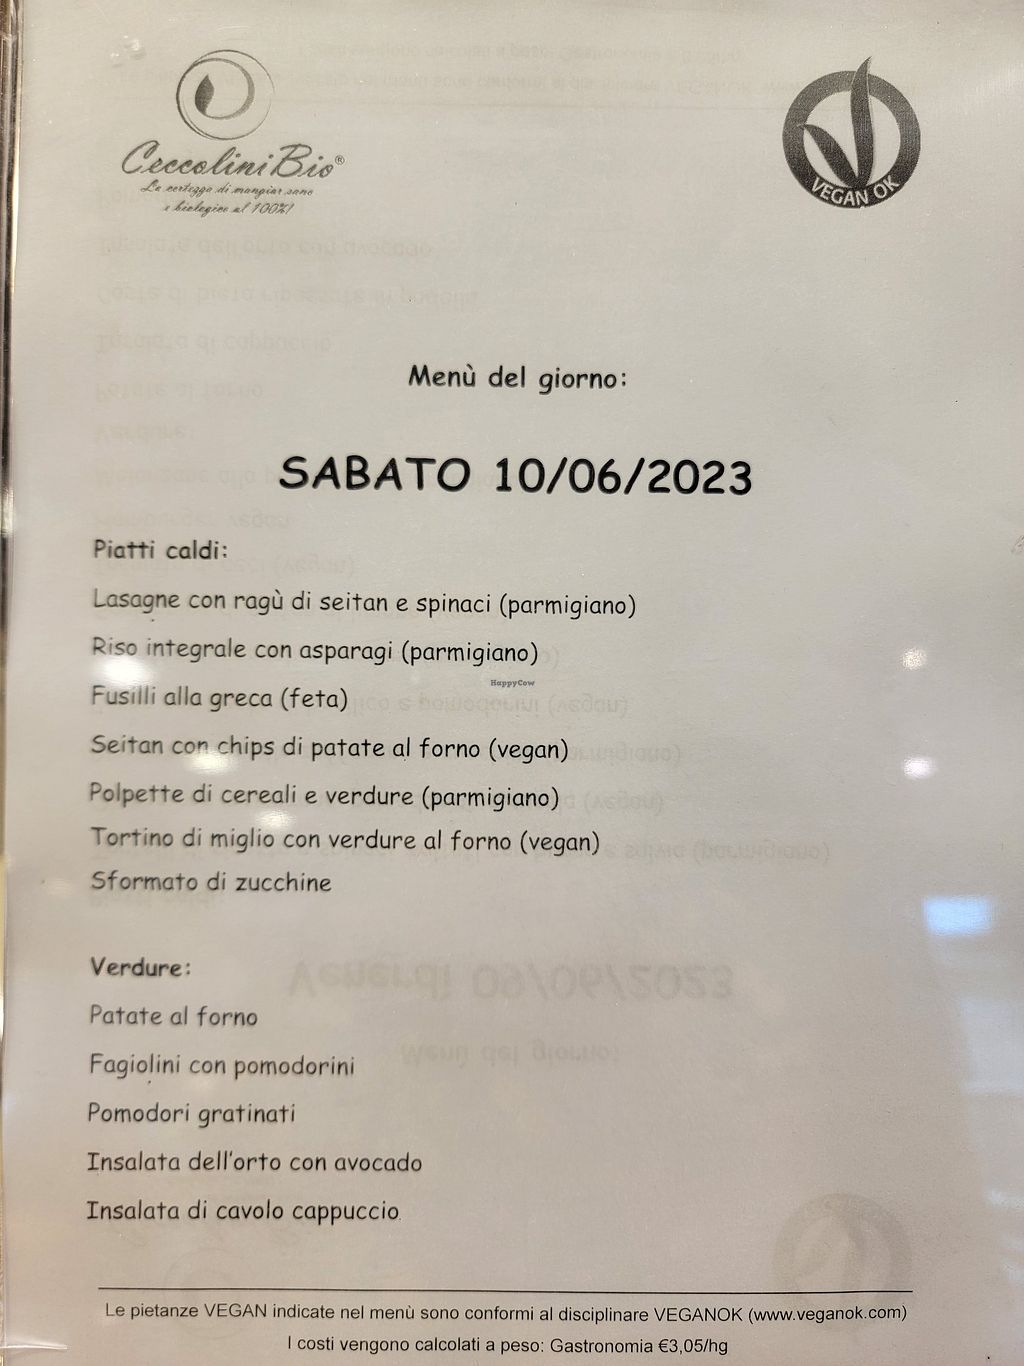 CeccoliniBio®
La certezza di mangiar sano
e biologico al 100%!
VEGAN OK
Menù del giorno:
SABATO 10/06/2023
Piatti caldi:
Lasagne con ragù di seitan e spinaci (parmigiano)
Riso integrale con asparagi (parmigiano)
HappyCow
Fusilli alla greca (feta)
Seitan con chips di patate al forno (vegan)
Polpette di cereali e verdure (parmigiano)
Tortino di miglio con verdure al forno (vegan)
Sformato di zucchine
Verdure:
Patate al forno
Fagiolini con pomodorini
Pomodori gratinati
Insalata dell'orto con avocado
Insalata di cavolo cappuccio
Le pietanze VEGAN indicate nel menù sono conformi al disciplinare VEGANOK (www.veganok.com)
I costi vengono calcolati a peso: Gastronomia €3,05/hg